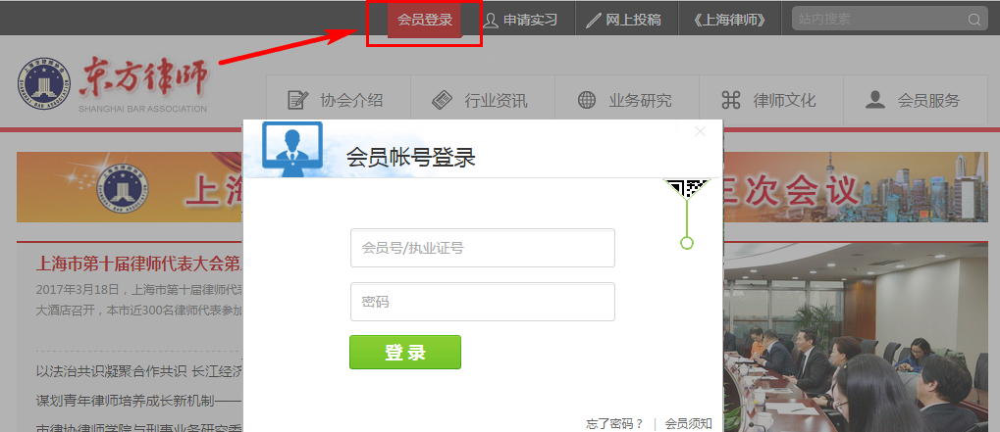 会员登录 申请实习 网上投稿 《上海律师》 站内搜索
东方律师
SHANGHAI BAR ASSOCIATION
协会介绍 行业资讯 业务研究 律师文化 会员服务
会员帐号登录
上 三次会议
会员号/执业证号
上海市第十届律师代表大会第
2017年3月18日，上海市第十届律师代表
密码
大酒店召开，本市近300名律师代表参加
登录
以法治共识凝聚合作共识 长江经济
谋划青年律师培养成长新机制——
忘了密码？ | 会员须知
市律协律师学院与刑事业务研究委